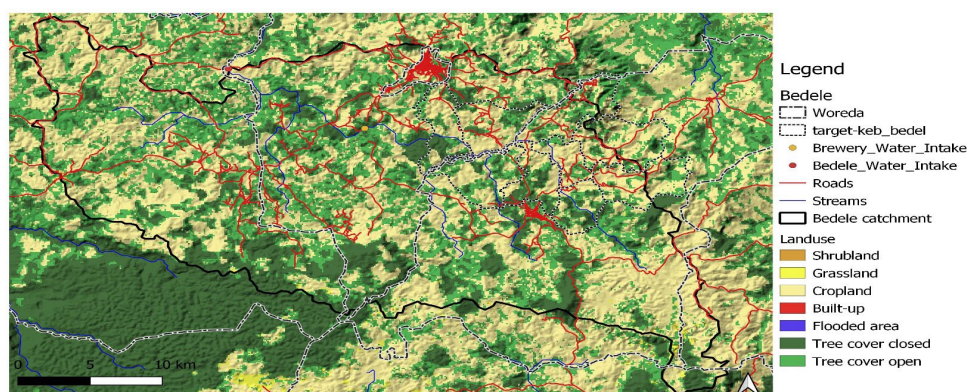 Legend
Bedele
Woreda
target-keb_bedel
Brewery_Water_Intake
Bedele_Water_Intake
Roads
Streams
Bedele catchment
Landuse
Shrubland
Grassland
Cropland
Built-up
Flooded area
Tree cover closed
Tree cover open
0 5 10 km